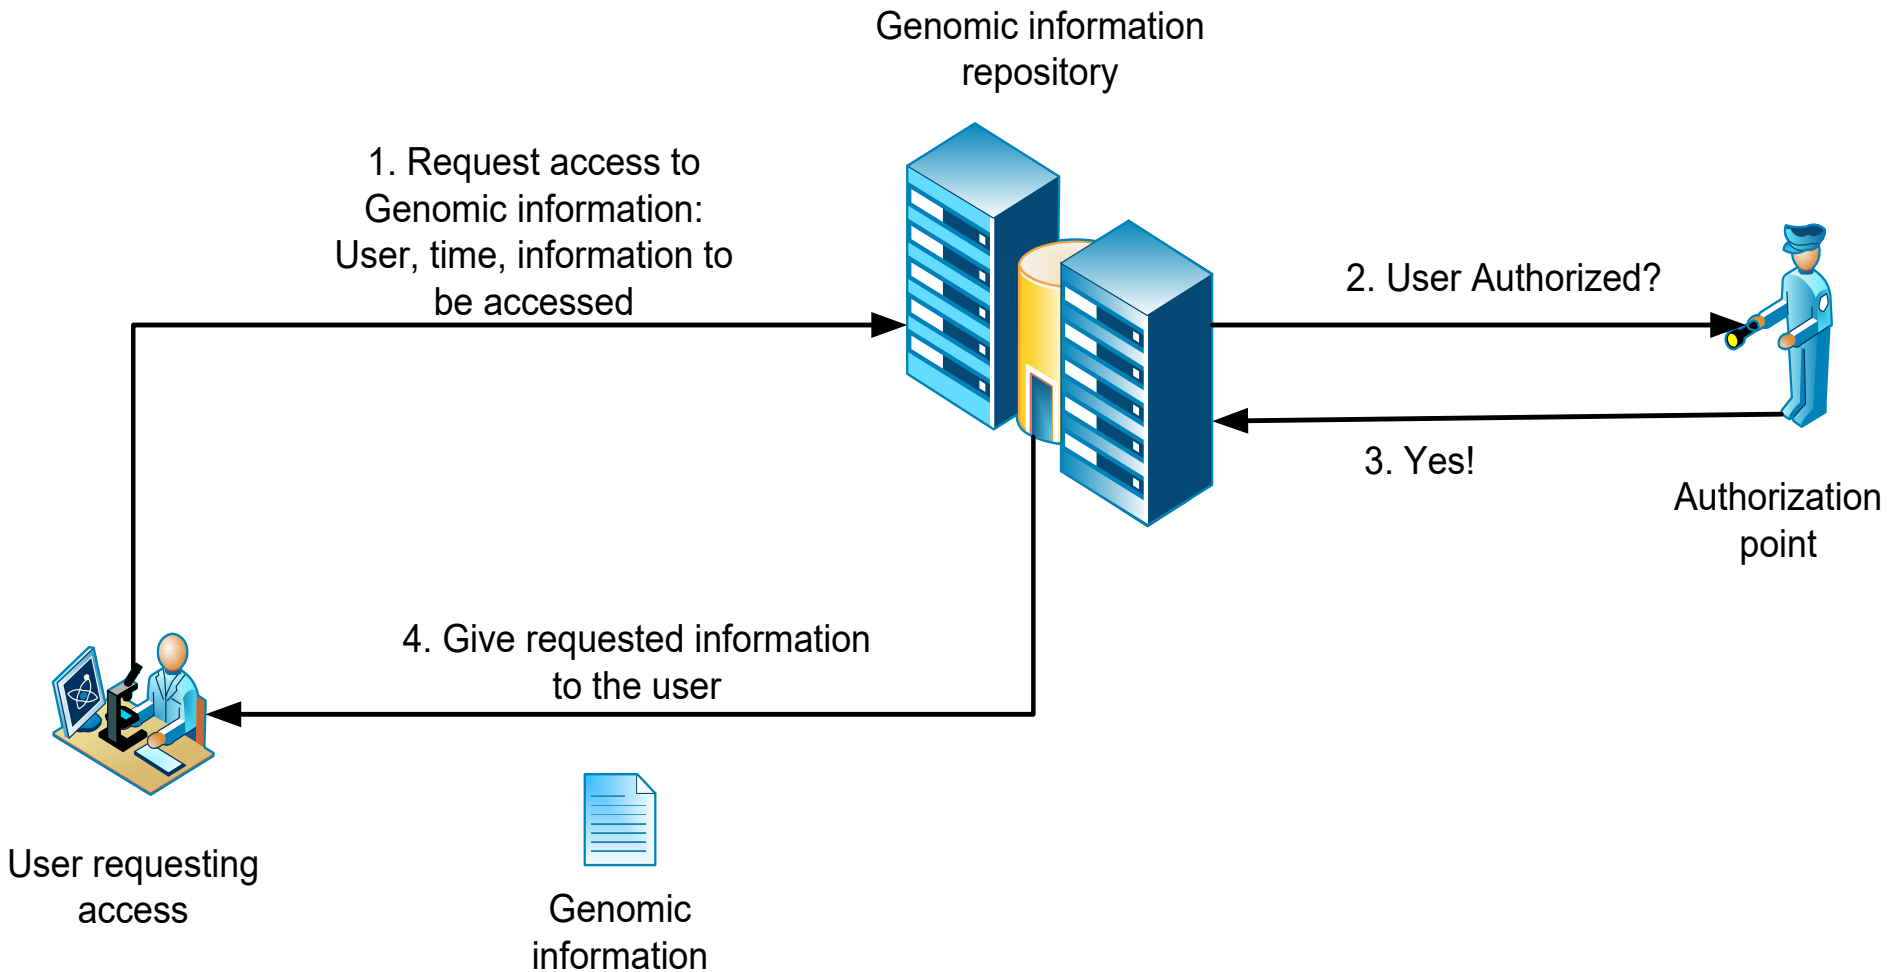 Genomic information
repository
1. Request access to
Genomic information:
User, time, information to
be accessed
2. User Authorized?
3. Yes!
Authorization
point
4. Give requested information
to the user
User requesting
access
Genomic
information